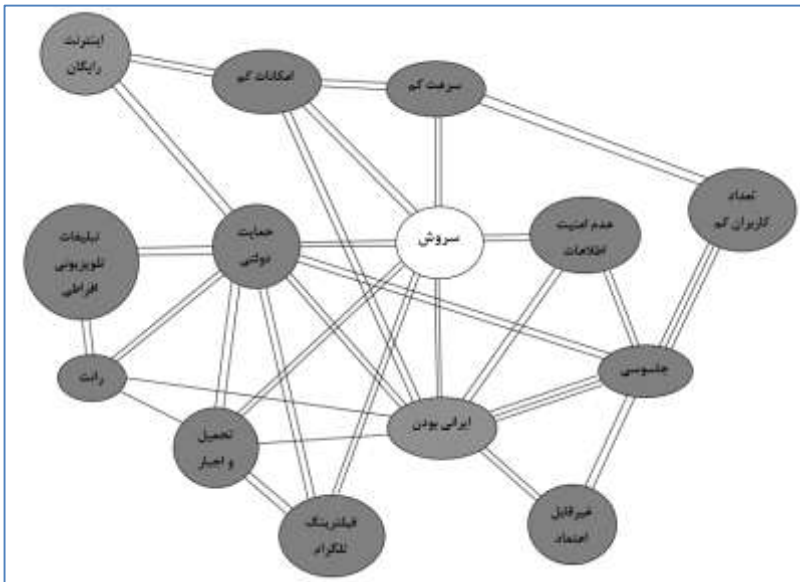 اینترنت
رایگان
امکانات کم
سرعت کم
تعداد
کاربران کم
تبلیغات
تلویزیونی
افراطی
حمایت
دولتی
سروش
عدم امنیت
اطلاعات
رانت
جاسوسی
تحمیل
و اجبار
ایرانی بودن
فیلترینگ
تلگرام
غیرقابل
اعتماد